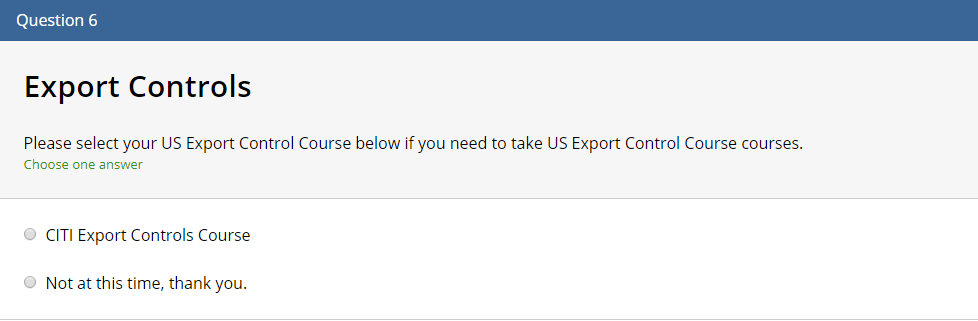 Question 6
Export Controls
Please select your US Export Control Course below if you need to take US Export Control Course courses.
Choose one answer
CITI Export Controls Course
Not at this time, thank you.